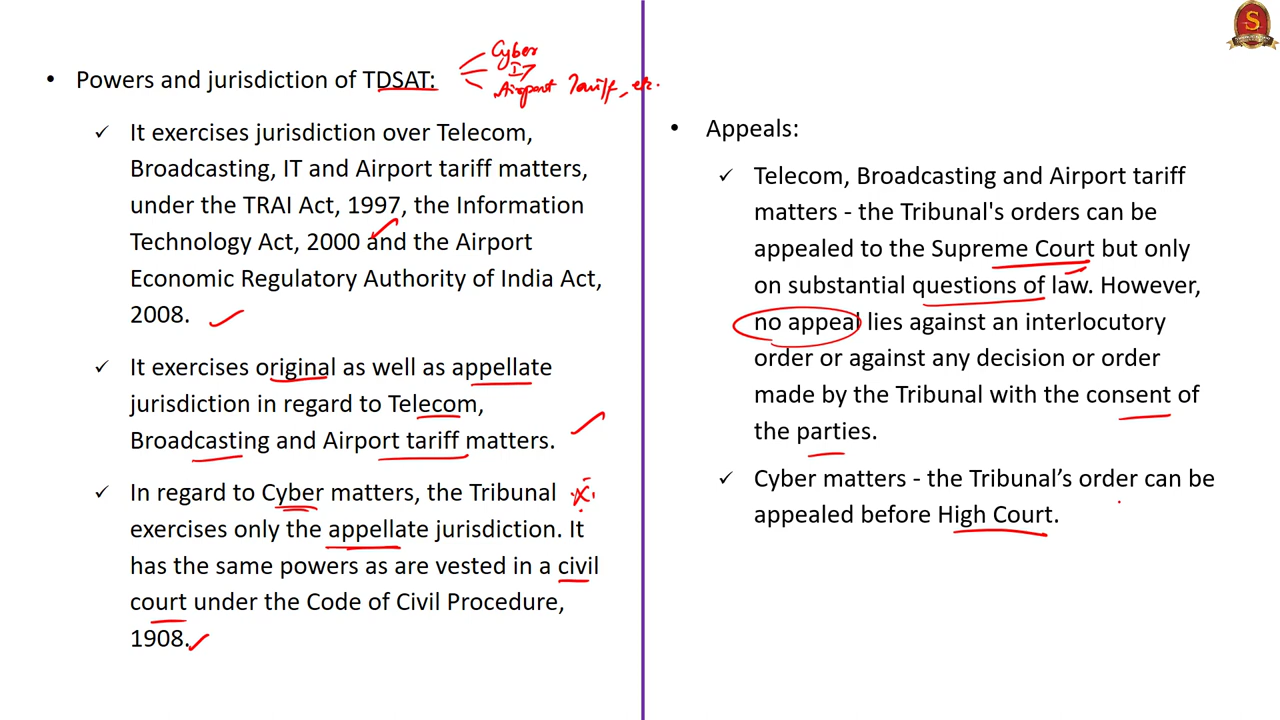 • Powers and jurisdiction of TDSAT:
Cyber
IT
Airport Tariff, etc.
✓ It exercises jurisdiction over Telecom,
Broadcasting, IT and Airport tariff matters,
under the TRAI Act, 1997, the Information
Technology Act, 2000 and the Airport
Economic Regulatory Authority of India Act,
2008.
✓ It exercises original as well as appellate
jurisdiction in regard to Telecom,
Broadcasting and Airport tariff matters.
✓ In regard to Cyber matters, the Tribunal
exercises only the appellate jurisdiction. It
has the same powers as are vested in a civil
court under the Code of Civil Procedure,
1908.
S
• Appeals:
✓ Telecom, Broadcasting and Airport tariff
matters - the Tribunal's orders can be
appealed to the Supreme Court but only
on substantial questions of law. However,
no appeal lies against an interlocutory
order or against any decision or order
made by the Tribunal with the consent of
the parties.
✓ Cyber matters - the Tribunal’s order can be
appealed before High Court.